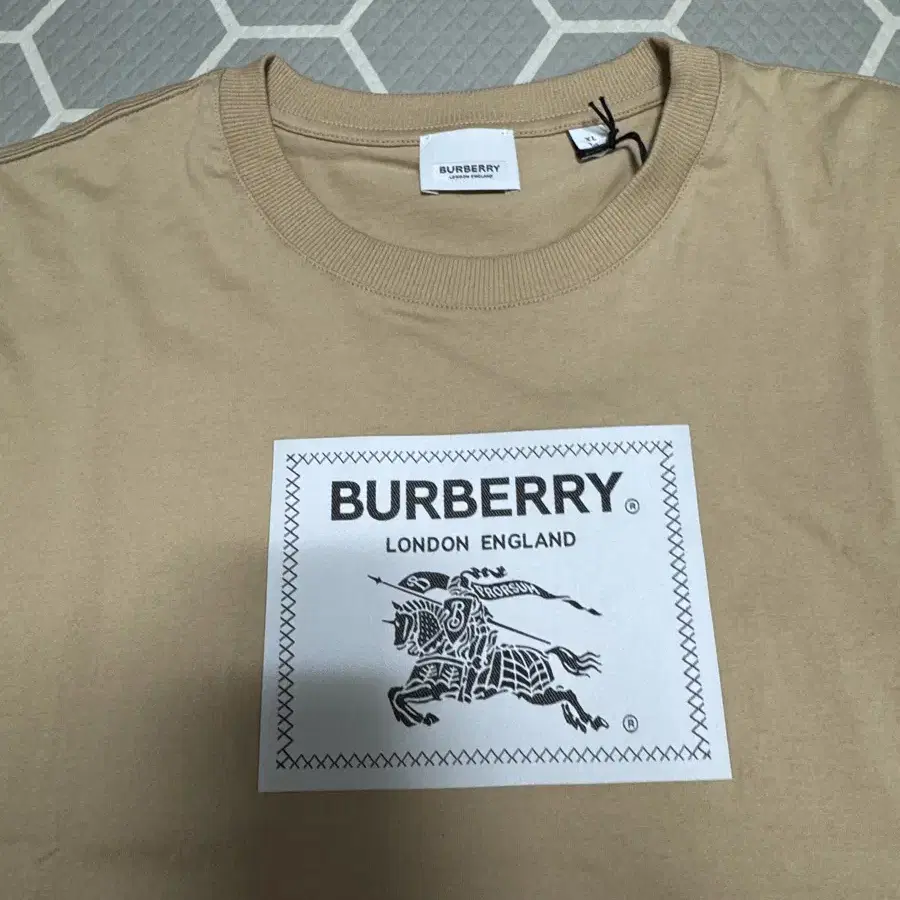 BURBERRY
LONDON ENGLAND
XL
BURBERRY®
LONDON ENGLAND
B
PRORSUM
B
®